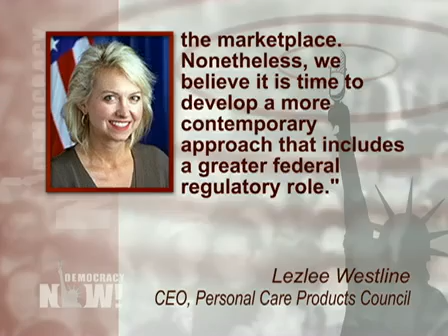 the marketplace.
Nonetheless, we
believe it is time to
develop a more
contemporary
approach that includes
a greater federal
regulatory role."
Lezlee Westline
CEO, Personal Care Products Council
DEMOCRACY
NOW!